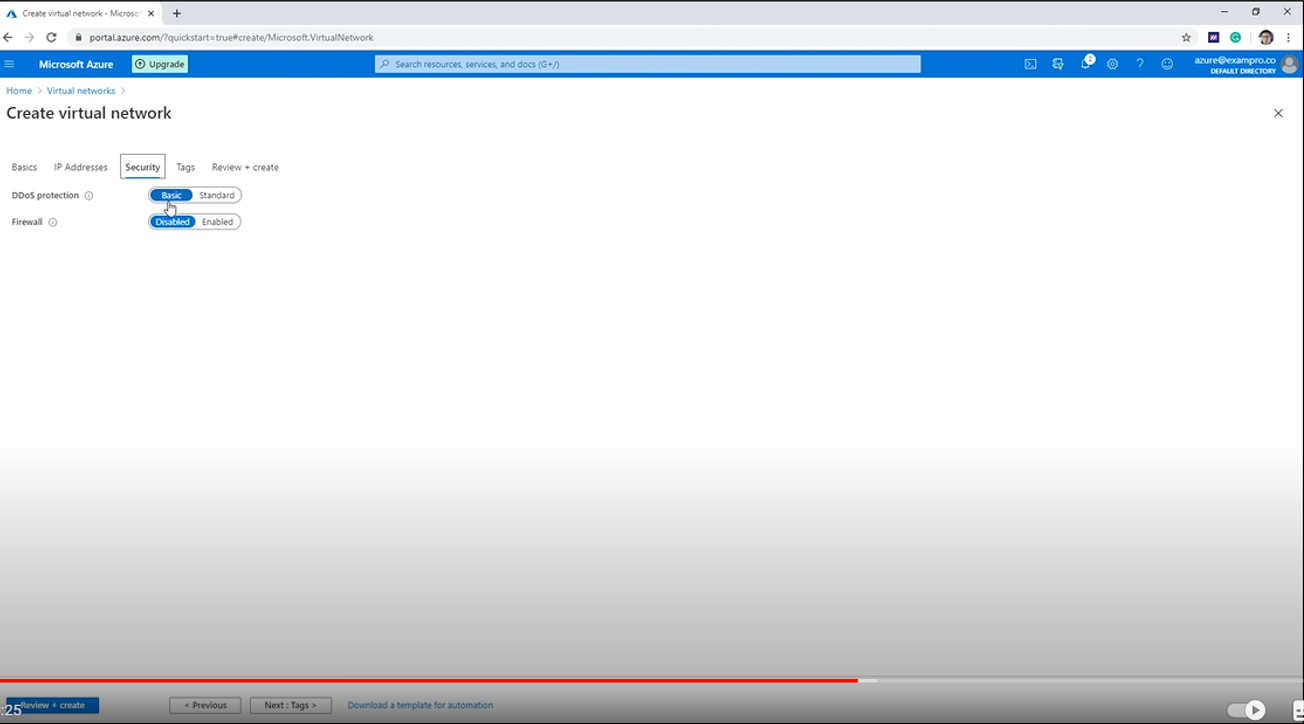 Create virtual network - Microso
portal.azure.com/?quickstart=true#create/Microsoft.VirtualNetwork
Microsoft Azure
Upgrade
Search resources, services, and docs (G+/)
2
azure@exampro.co
DEFAULT DIRECTORY
Home > Virtual networks >
Create virtual network
Basics IP Addresses Security Tags Review + create
DDoS protection Basic Standard
Firewall Disabled Enabled
Review + create < Previous Next : Tags > Download a template for automation
:25